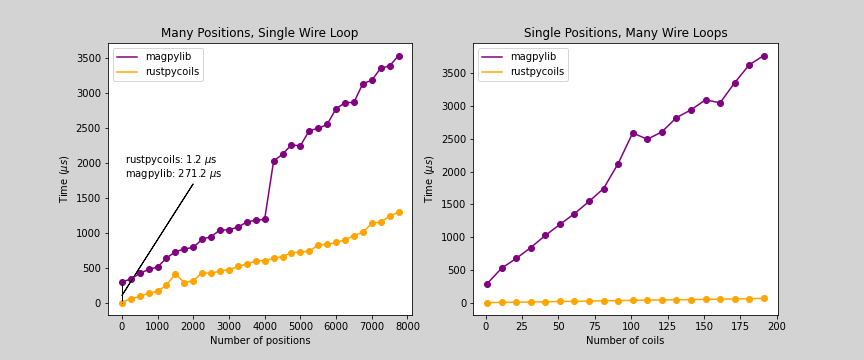 Many Positions, Single Wire Loop
magpylib
rustpycoils
rustpycoils: 1.2 μs
magpylib: 271.2 μs
Time (μs)
3500
3000
2500
2000
1500
1000
500
0
0 1000 2000 3000 4000 5000 6000 7000 8000
Number of positions
Single Positions, Many Wire Loops
magpylib
rustpycoils
Time (μs)
3500
3000
2500
2000
1500
1000
500
0
0 25 50 75 100 125 150 175 200
Number of coils